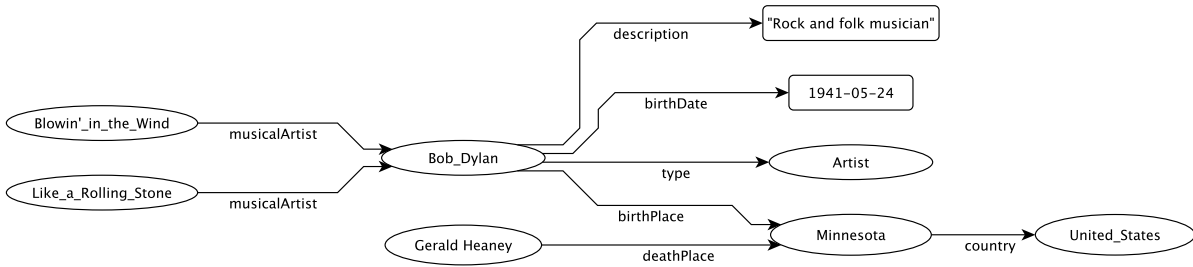 "Rock and folk musician"
description
1941-05-24
birthDate
Blowin'_in_the_Wind
musicalArtist
Bob_Dylan
Artist
type
Like_a_Rolling_Stone
musicalArtist
birthPlace
Gerald Heaney
deathPlace
Minnesota
country
United_States